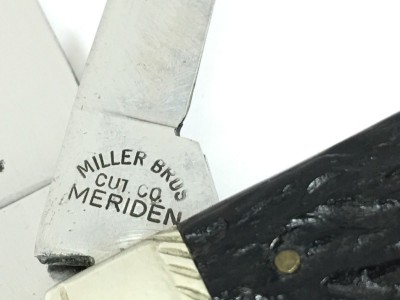 MILLER BROS
CUT. CO.
MERIDEN